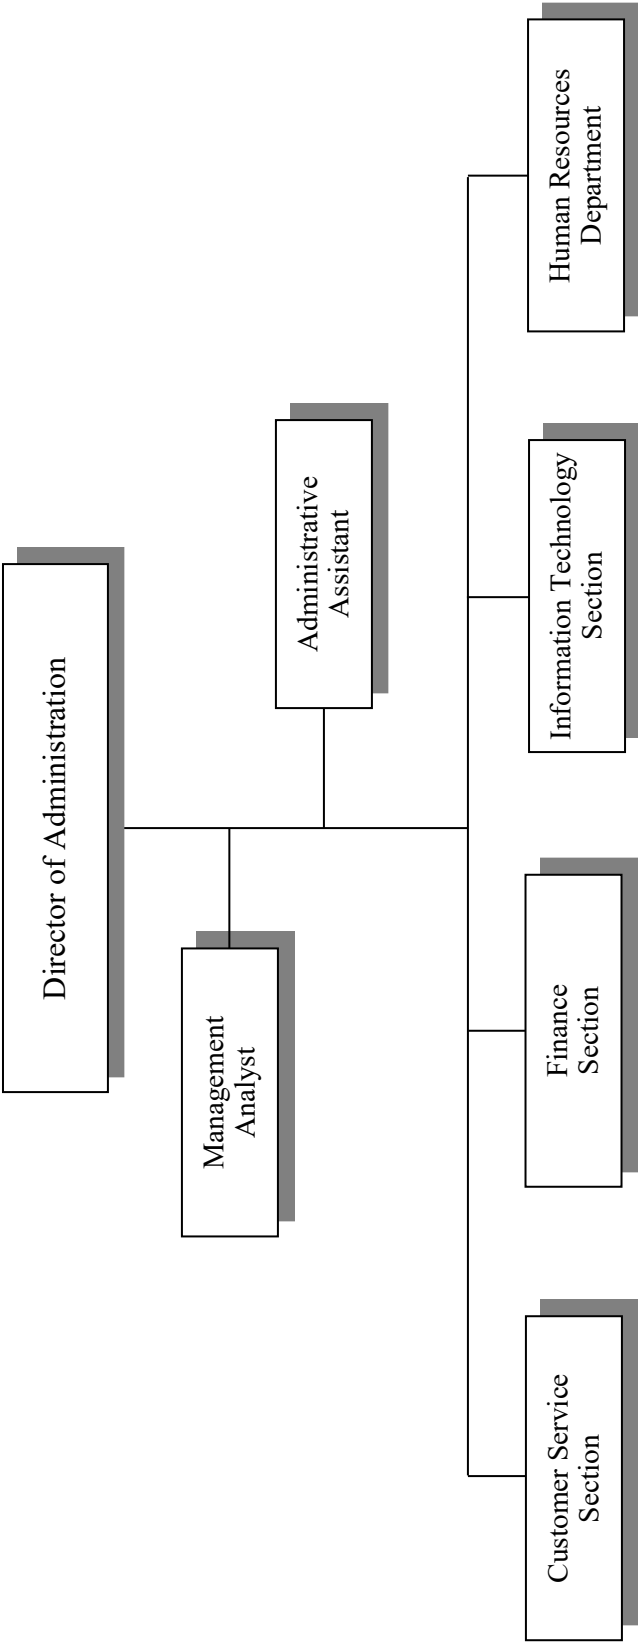 Director of Administration
Management
Analyst
Administrative
Assistant
Customer Service
Section
Finance
Section
Information Technology
Section
Human Resources
Department